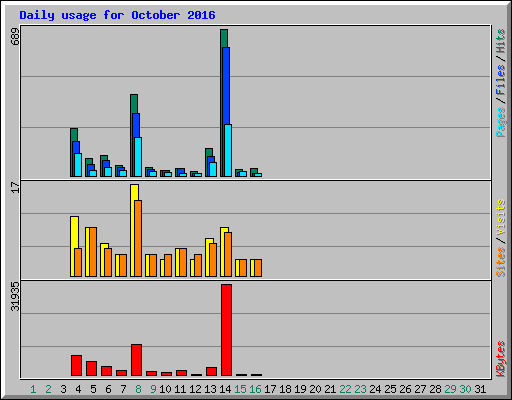 Daily usage for October 2016
689
Pages / Files / Hits
17
Sites / Visits
31935
KBytes
1 2 3 4 5 6 7 8 9 10 11 12 13 14 15 16 17 18 19 20 21 22 23 24 25 26 27 28 29 30 31